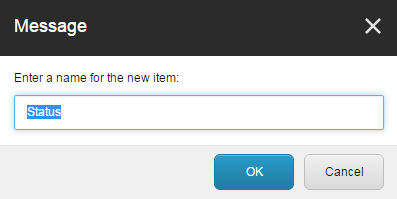 Message
Enter a name for the new item:
Status
OK
Cancel